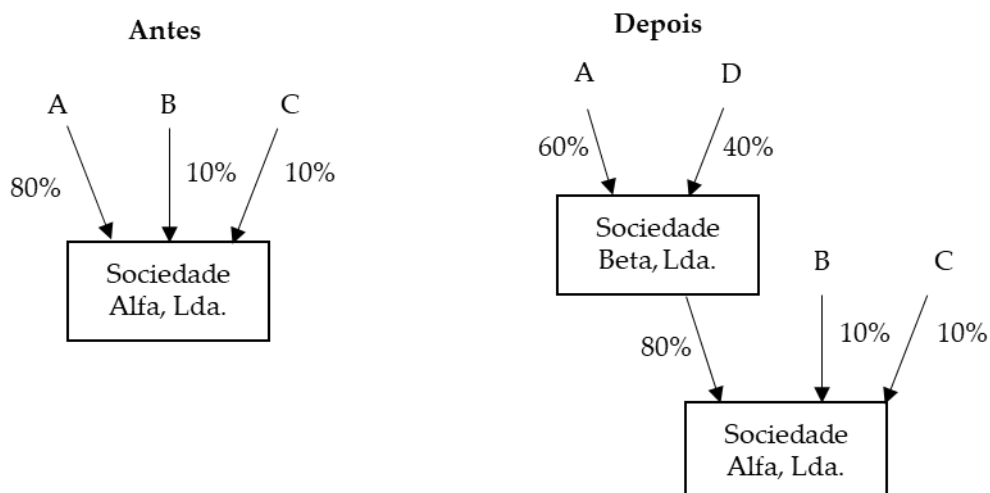 Antes
A B C
80% 10% 10%
Sociedade
Alfa, Lda.
Depois
A D
60% 40%
Sociedade
Beta, Lda.
B C
80% 10% 10%
Sociedade
Alfa, Lda.